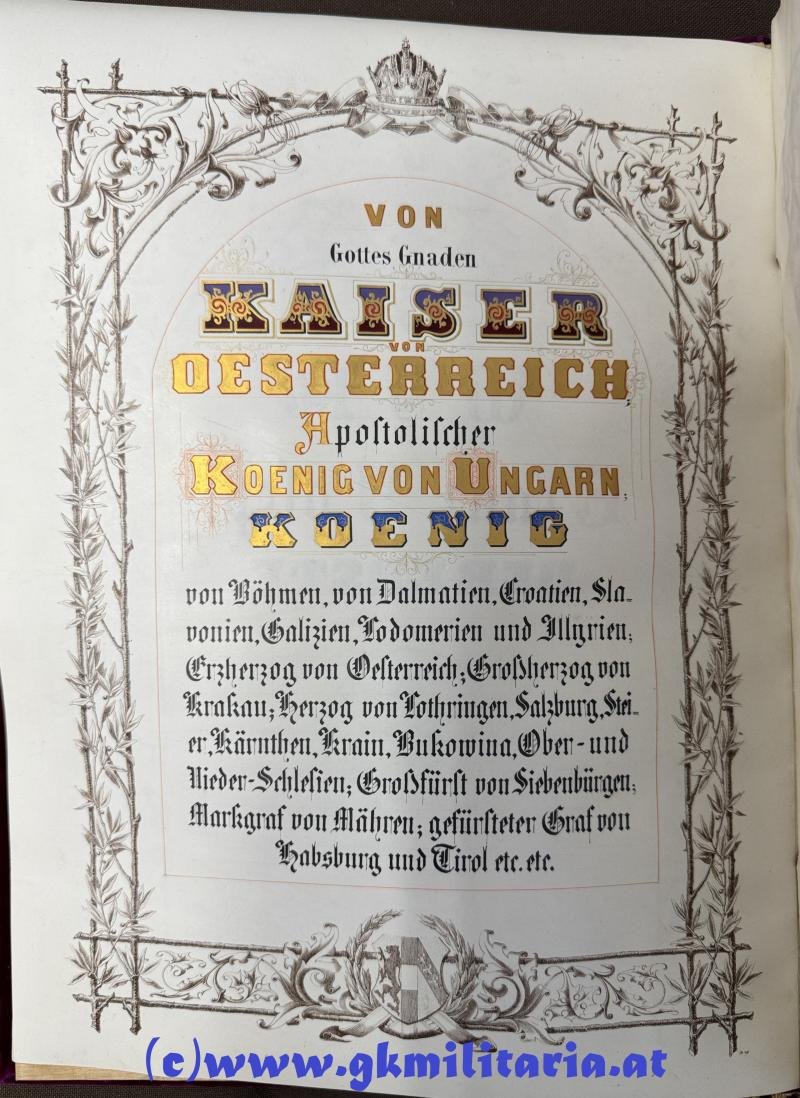 VON
Gottes Gnaden
KAISER
VON
OESTERREICH,
Apostolischer
KOENIG VON UNGARN,
KOENIG
von Böhmen, von Dalmatien, Croatien, Sla-
vonien, Galizien, Lodomerien und Illyrien;
Erzherzog von Oesterreich; Großherzog von
Krakau; Herzog von Lothringen, Salzburg, Stei-
er, Kärnthen, Krain, Bukowina, Ober- und
Nieder-Schlesien; Großfürst von Siebenbürgen;
Markgraf von Mähren; gefürsteter Graf von
Habsburg und Tirol etc. etc.
(c)www.gkmilitaria.at